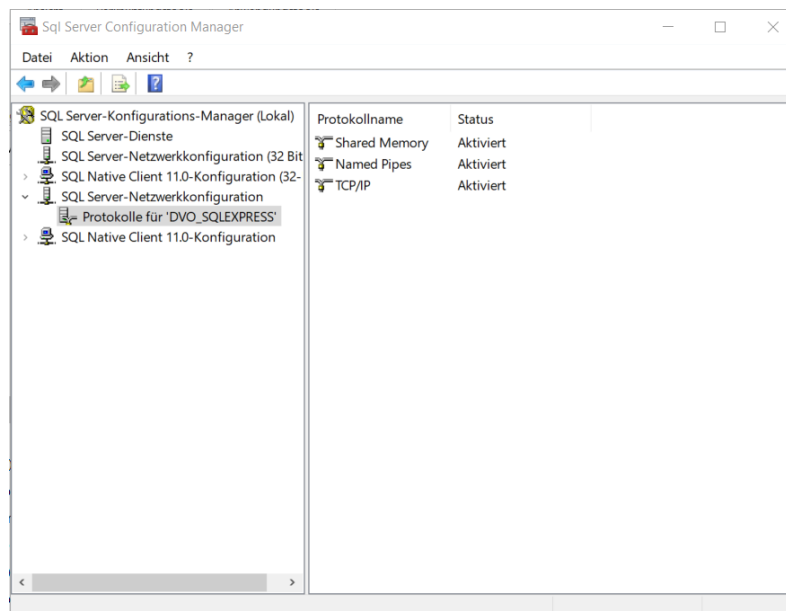 Sql Server Configuration Manager
Datei Aktion Ansicht ?
SQL Server-Konfigurations-Manager (Lokal)
SQL Server-Dienste
SQL Server-Netzwerkkonfiguration (32 Bit
SQL Native Client 11.0-Konfiguration (32-
SQL Server-Netzwerkkonfiguration
Protokolle für 'DVO_SQLEXPRESS'
SQL Native Client 11.0-Konfiguration
Protokollname Status
Shared Memory Aktiviert
Named Pipes Aktiviert
TCP/IP Aktiviert